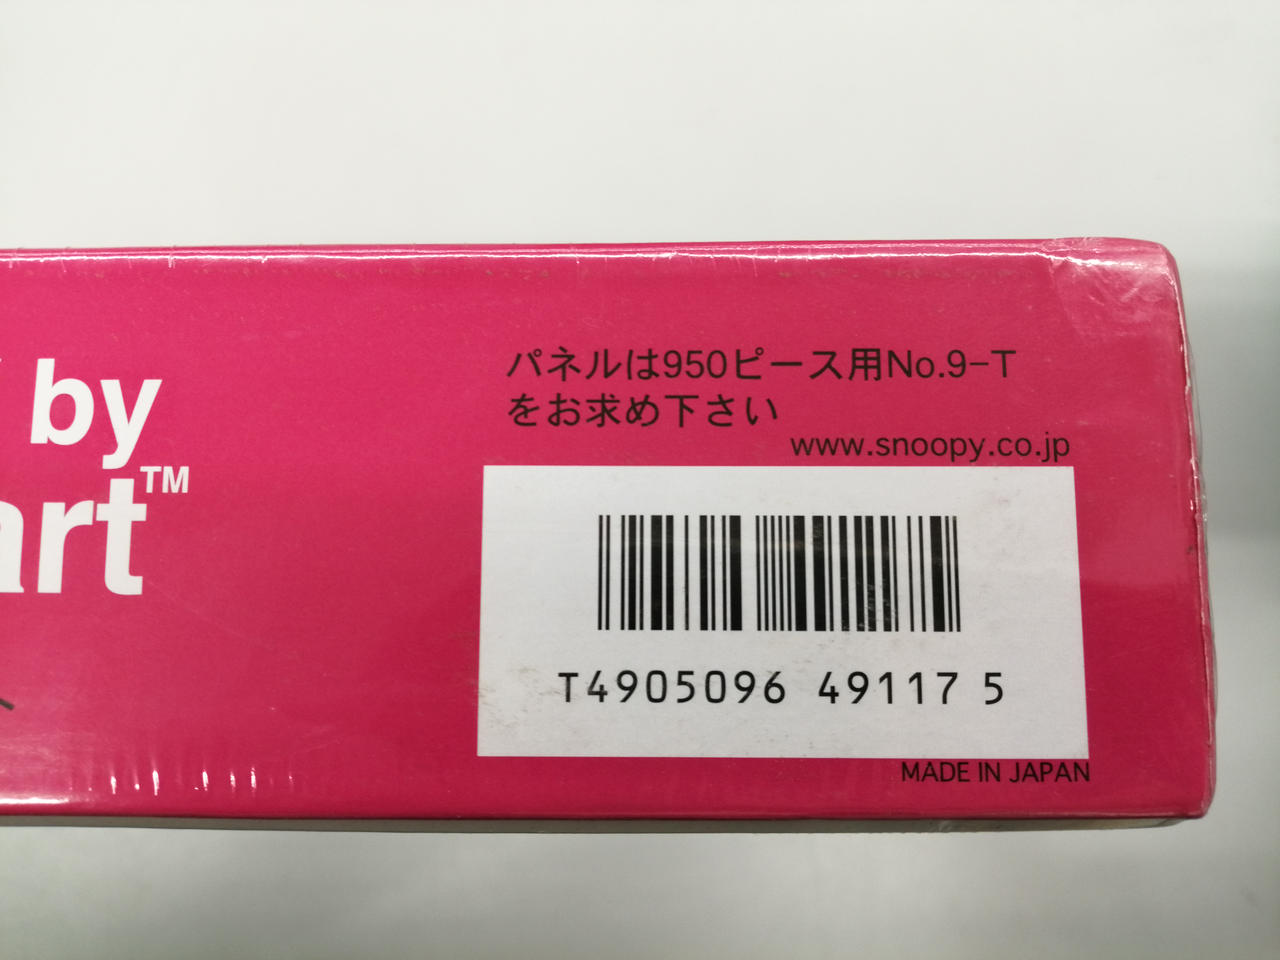 by
art™
パネルは950ピース用No.9-T
をお求め下さい
www.snoopy.co.jp
T4905096 49117 5
MADE IN JAPAN